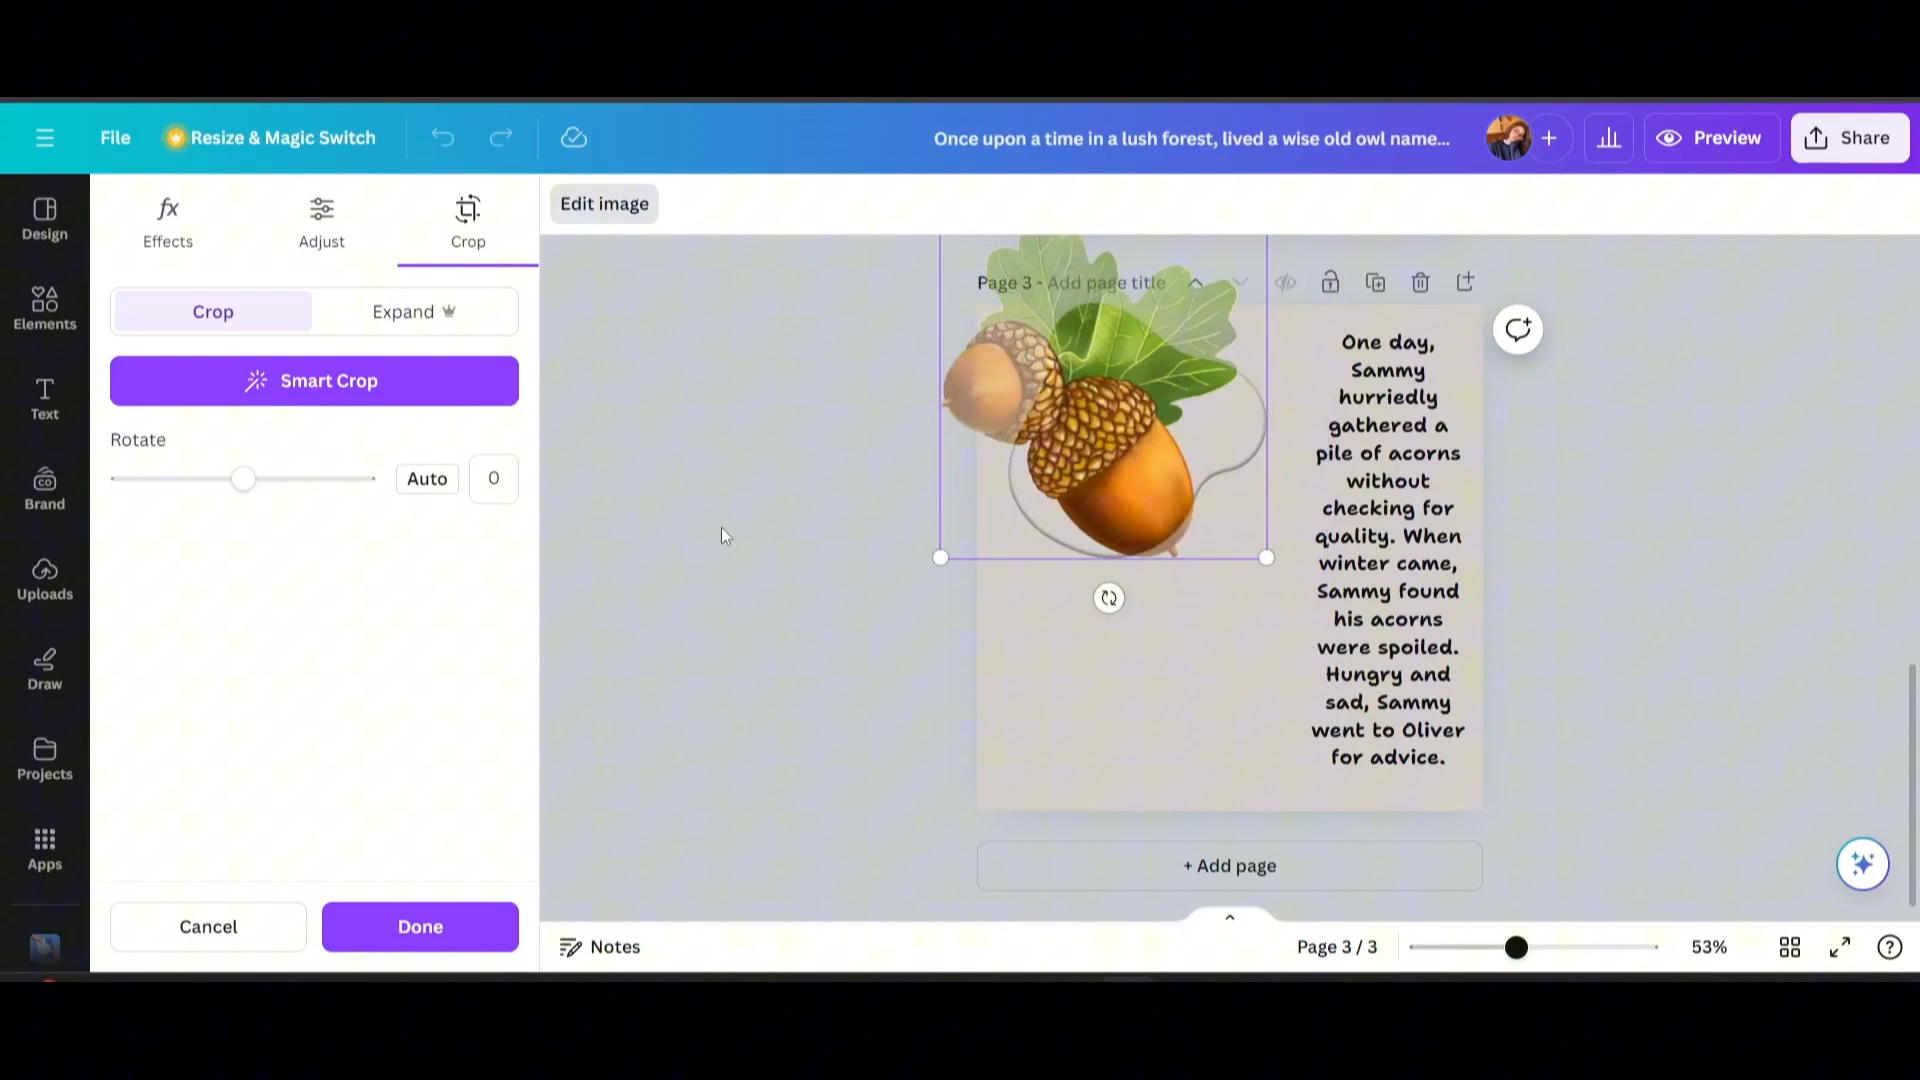 File
Resize & Magic Switch
Once upon a time in a lush forest, lived a wise old owl name...
Preview
Share
Design
Elements
Text
Brand
Uploads
Draw
Projects
Apps
Effects
Adjust
Crop
Crop
Expand
Smart Crop
Rotate
Auto
0
Cancel
Done
Edit image
Page 3 - Add page title
One day,
Sammy
hurriedly
gathered a
pile of acorns
without
checking for
quality. When
winter came,
Sammy found
his acorns
were spoiled.
Hungry and
sad, Sammy
went to Oliver
for advice.
+ Add page
Notes
Page 3 / 3
53%